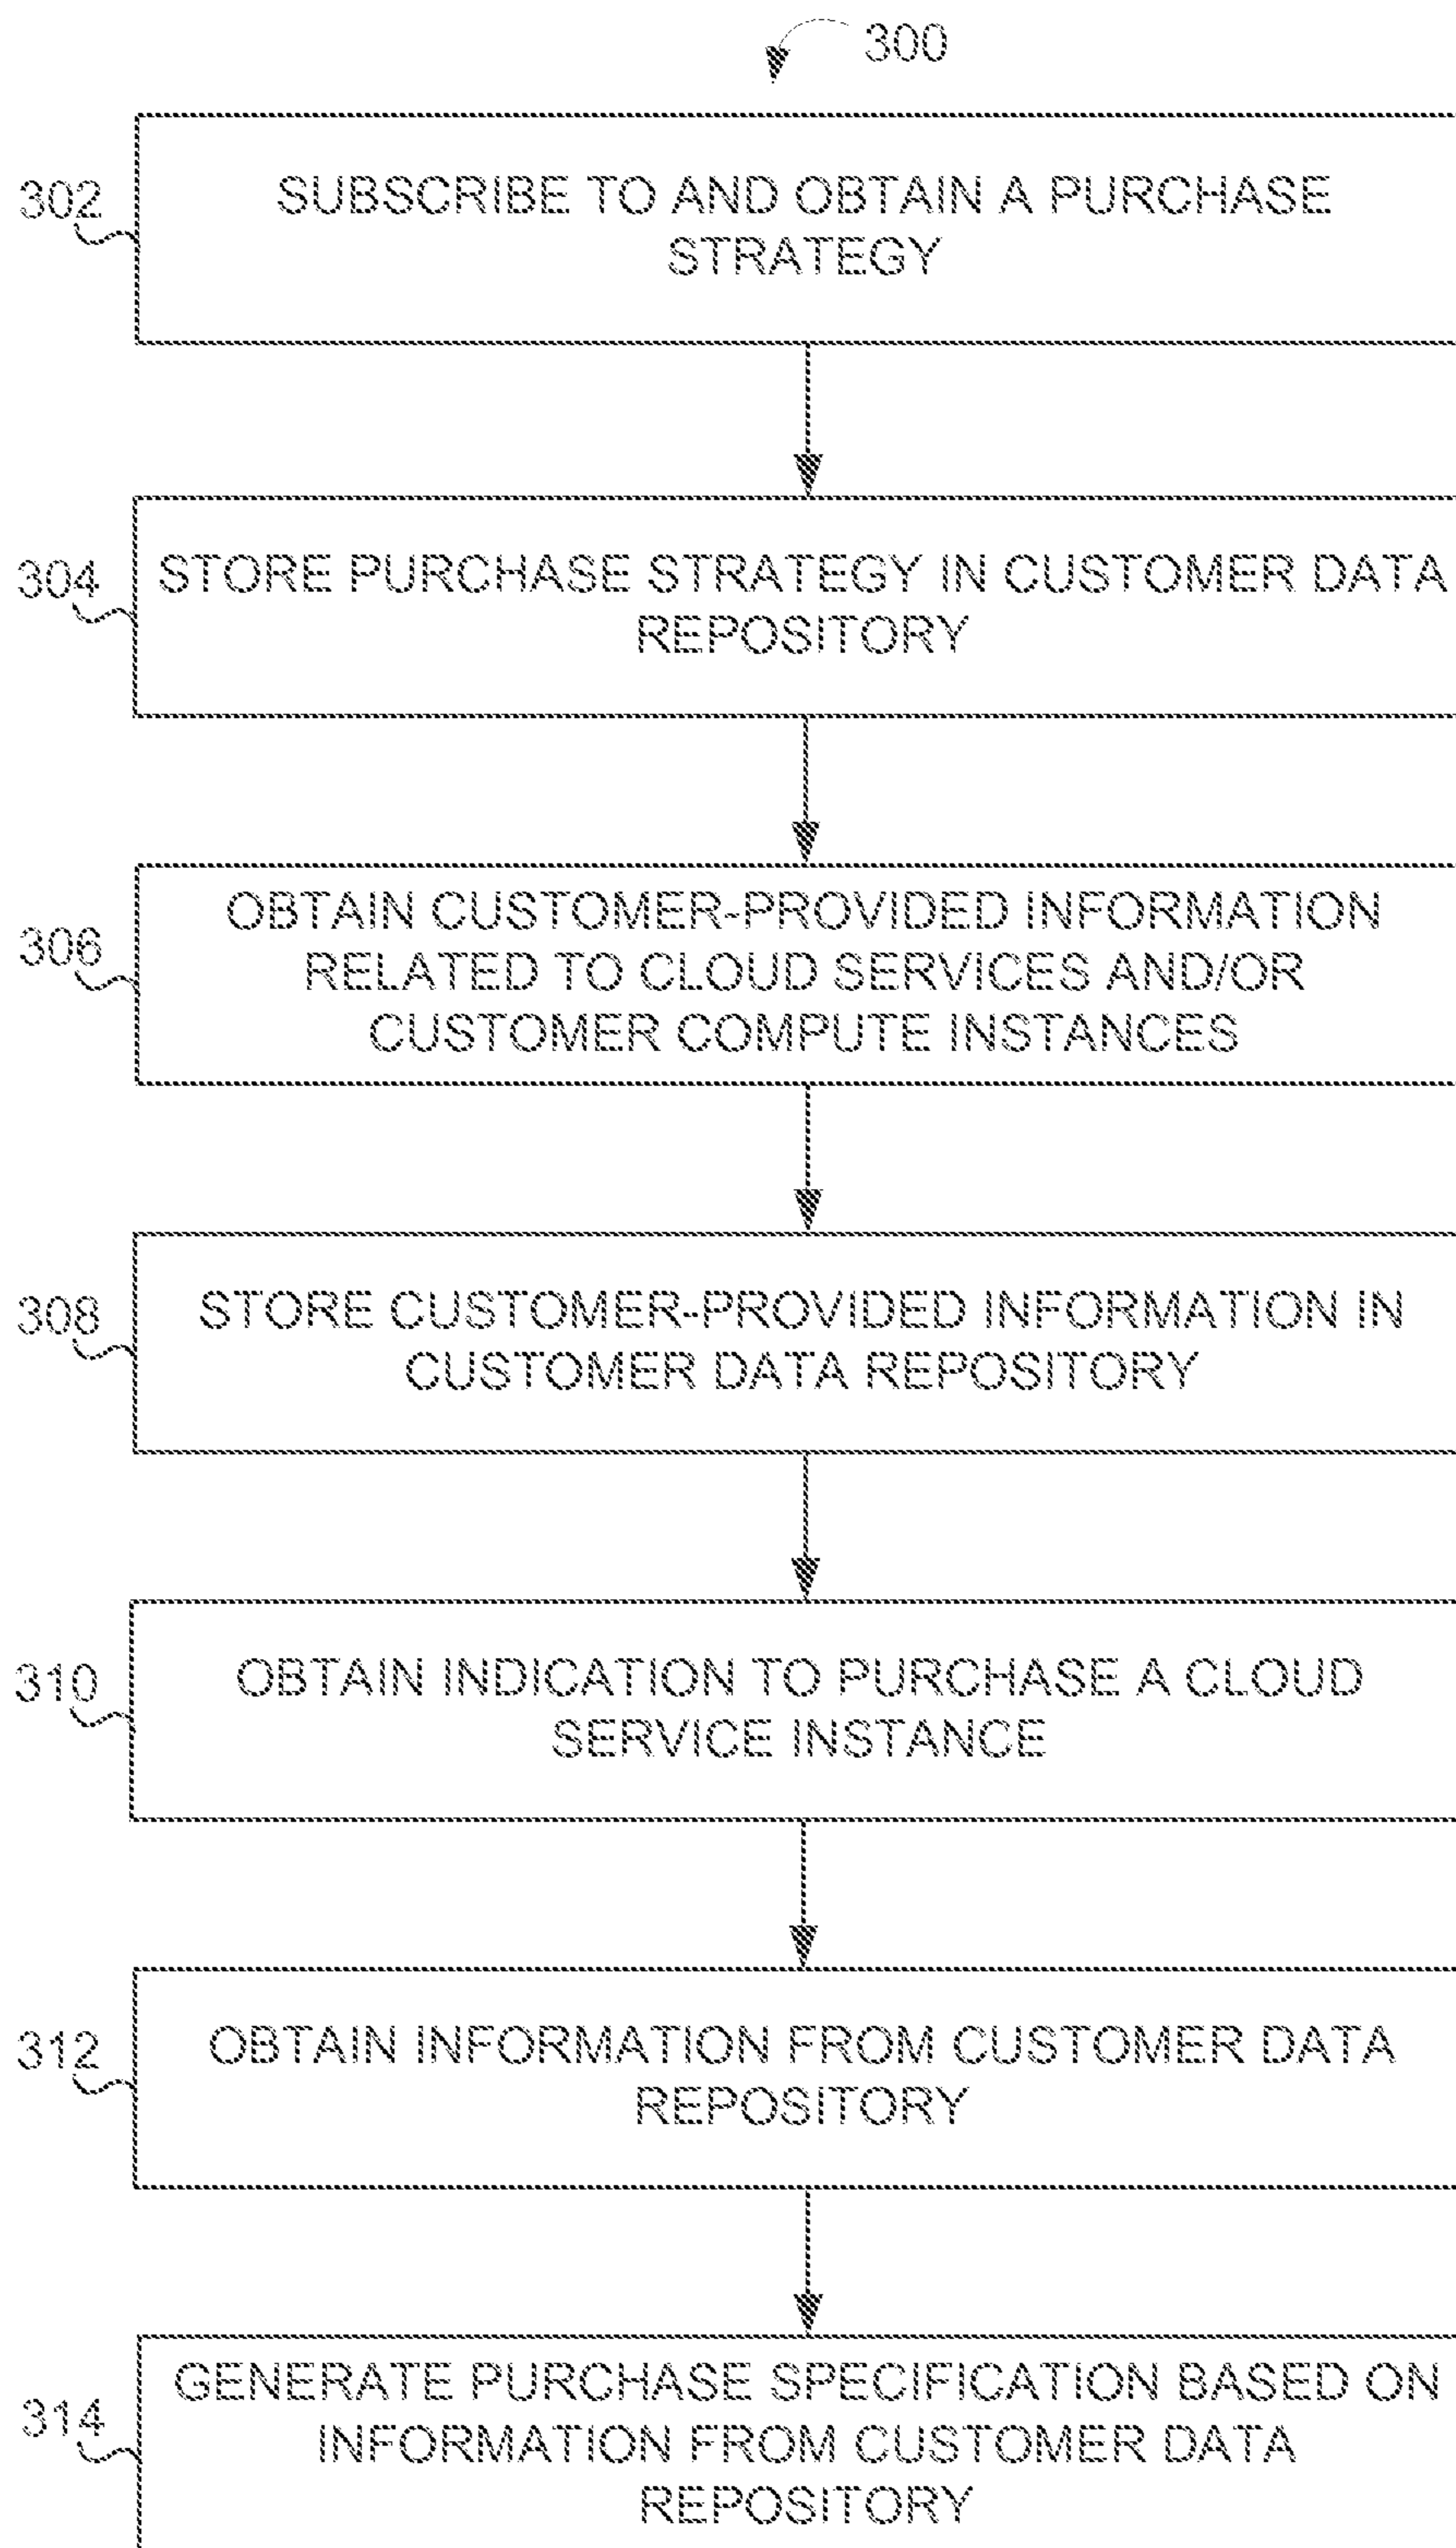 300
302
SUBSCRIBE TO AND OBTAIN A PURCHASE
STRATEGY
304
STORE PURCHASE STRATEGY IN CUSTOMER DATA
REPOSITORY
306
OBTAIN CUSTOMER-PROVIDED INFORMATION
RELATED TO CLOUD SERVICES AND/OR
CUSTOMER COMPUTE INSTANCES
308
STORE CUSTOMER-PROVIDED INFORMATION IN
CUSTOMER DATA REPOSITORY
310
OBTAIN INDICATION TO PURCHASE A CLOUD
SERVICE INSTANCE
312
OBTAIN INFORMATION FROM CUSTOMER DATA
REPOSITORY
314
GENERATE PURCHASE SPECIFICATION BASED ON
INFORMATION FROM CUSTOMER DATA
REPOSITORY